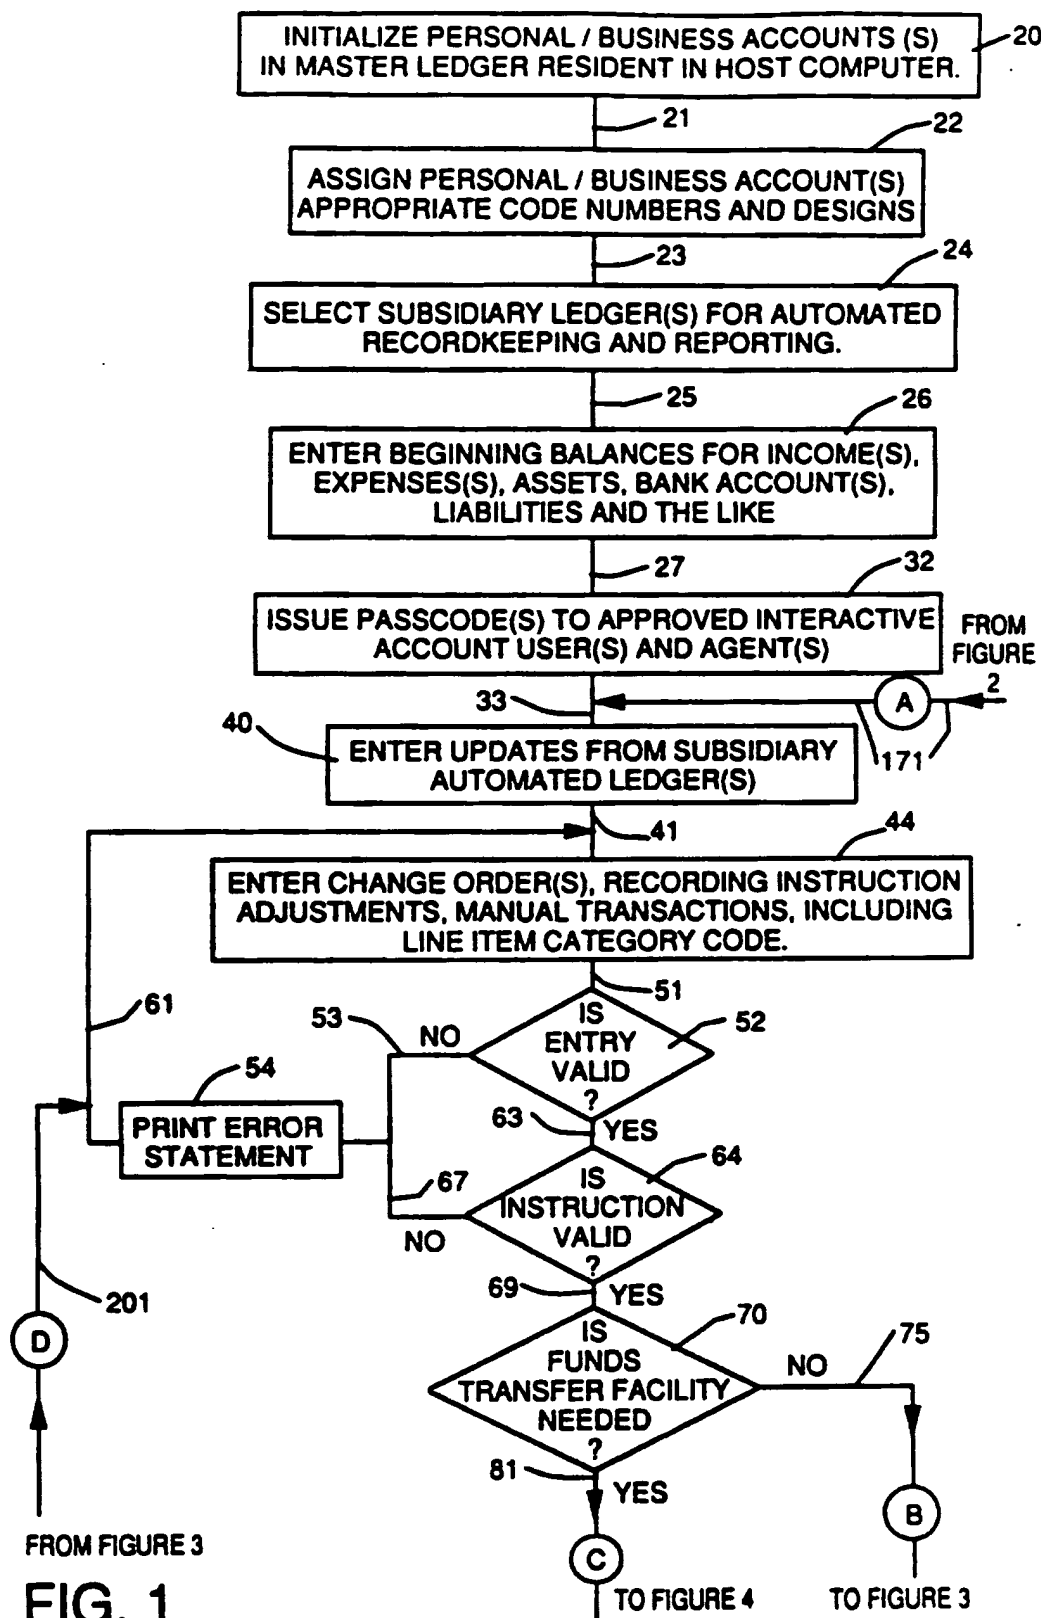 INITIALIZE PERSONAL / BUSINESS ACCOUNTS (S)
IN MASTER LEDGER RESIDENT IN HOST COMPUTER.
20
21
22
ASSIGN PERSONAL / BUSINESS ACCOUNT(S)
APPROPRIATE CODE NUMBERS AND DESIGNS
23
24
SELECT SUBSIDIARY LEDGER(S) FOR AUTOMATED
RECORDKEEPING AND REPORTING.
25
26
ENTER BEGINNING BALANCES FOR INCOME(S),
EXPENSES(S), ASSETS, BANK ACCOUNT(S),
LIABILITIES AND THE LIKE
27
32
ISSUE PASSCODE(S) TO APPROVED INTERACTIVE
ACCOUNT USER(S) AND AGENT(S)
FROM
FIGURE
2
A
33
171
40
ENTER UPDATES FROM SUBSIDIARY
AUTOMATED LEDGER(S)
41
44
ENTER CHANGE ORDER(S), RECORDING INSTRUCTION
ADJUSTMENTS, MANUAL TRANSACTIONS, INCLUDING
LINE ITEM CATEGORY CODE.
51
61
53
NO
IS
ENTRY
VALID
?
52
54
PRINT ERROR
STATEMENT
63
YES
64
67
NO
IS
INSTRUCTION
VALID
?
69
YES
201
D
70
IS
FUNDS
TRANSFER FACILITY
NEEDED
?
NO
75
81
YES
B
C
FROM FIGURE 3
TO FIGURE 4
TO FIGURE 3
FIG. 1